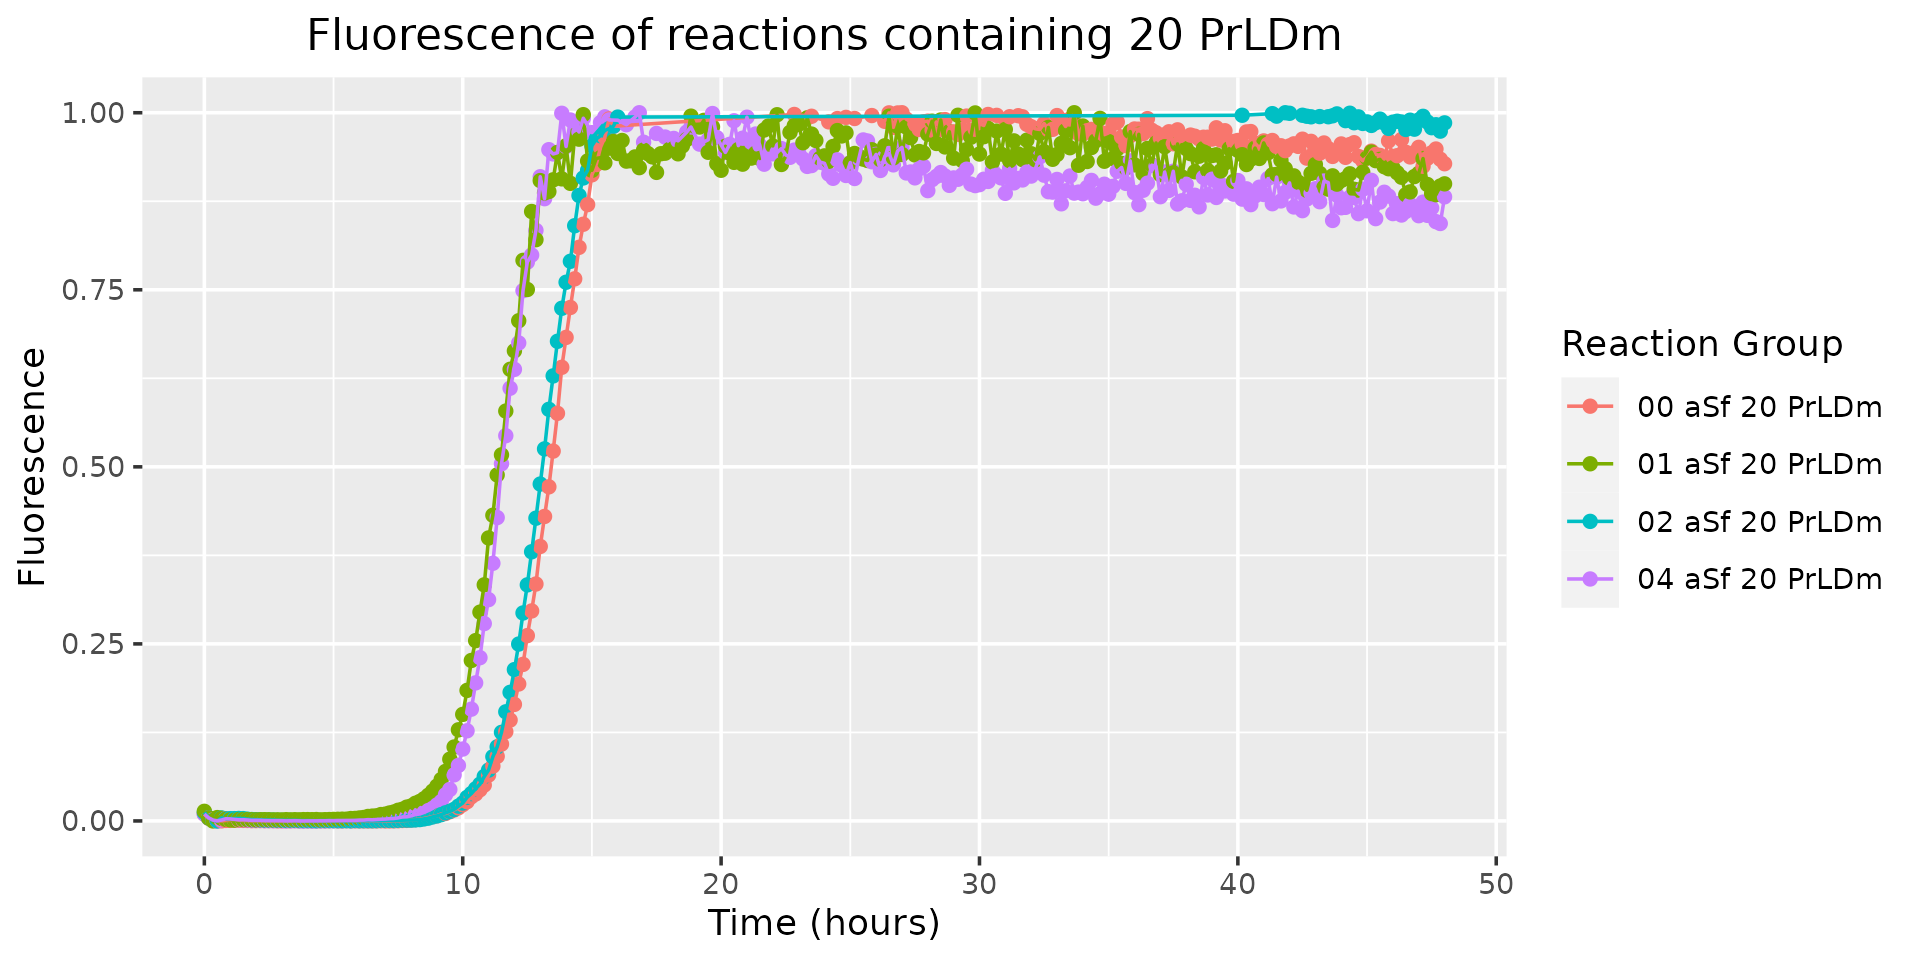 Fluorescence of reactions containing 20 PrLDm
1.00
0.75
0.50
0.25
0.00
Fluorescence
0 10 20 30 40 50
Time (hours)
Reaction Group
00 aSf 20 PrLDm
01 aSf 20 PrLDm
02 aSf 20 PrLDm
04 aSf 20 PrLDm